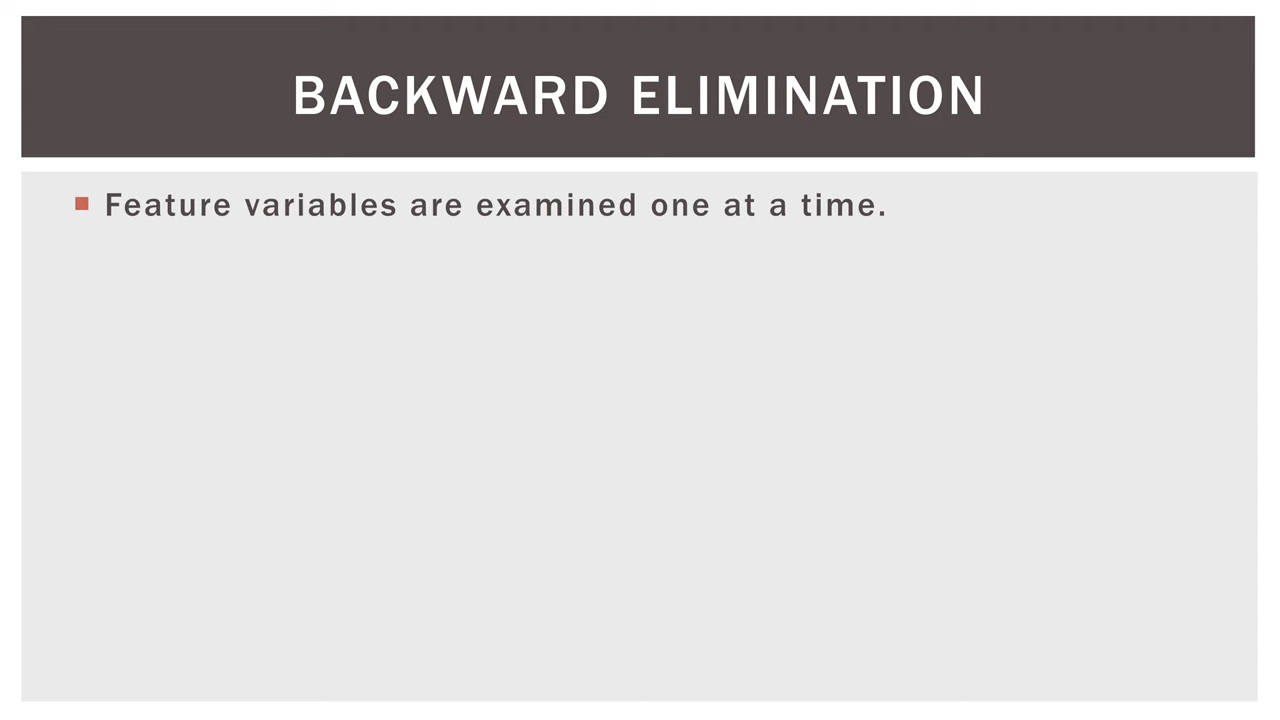 BACKWARD ELIMINATION
Feature variables are examined one at a time.